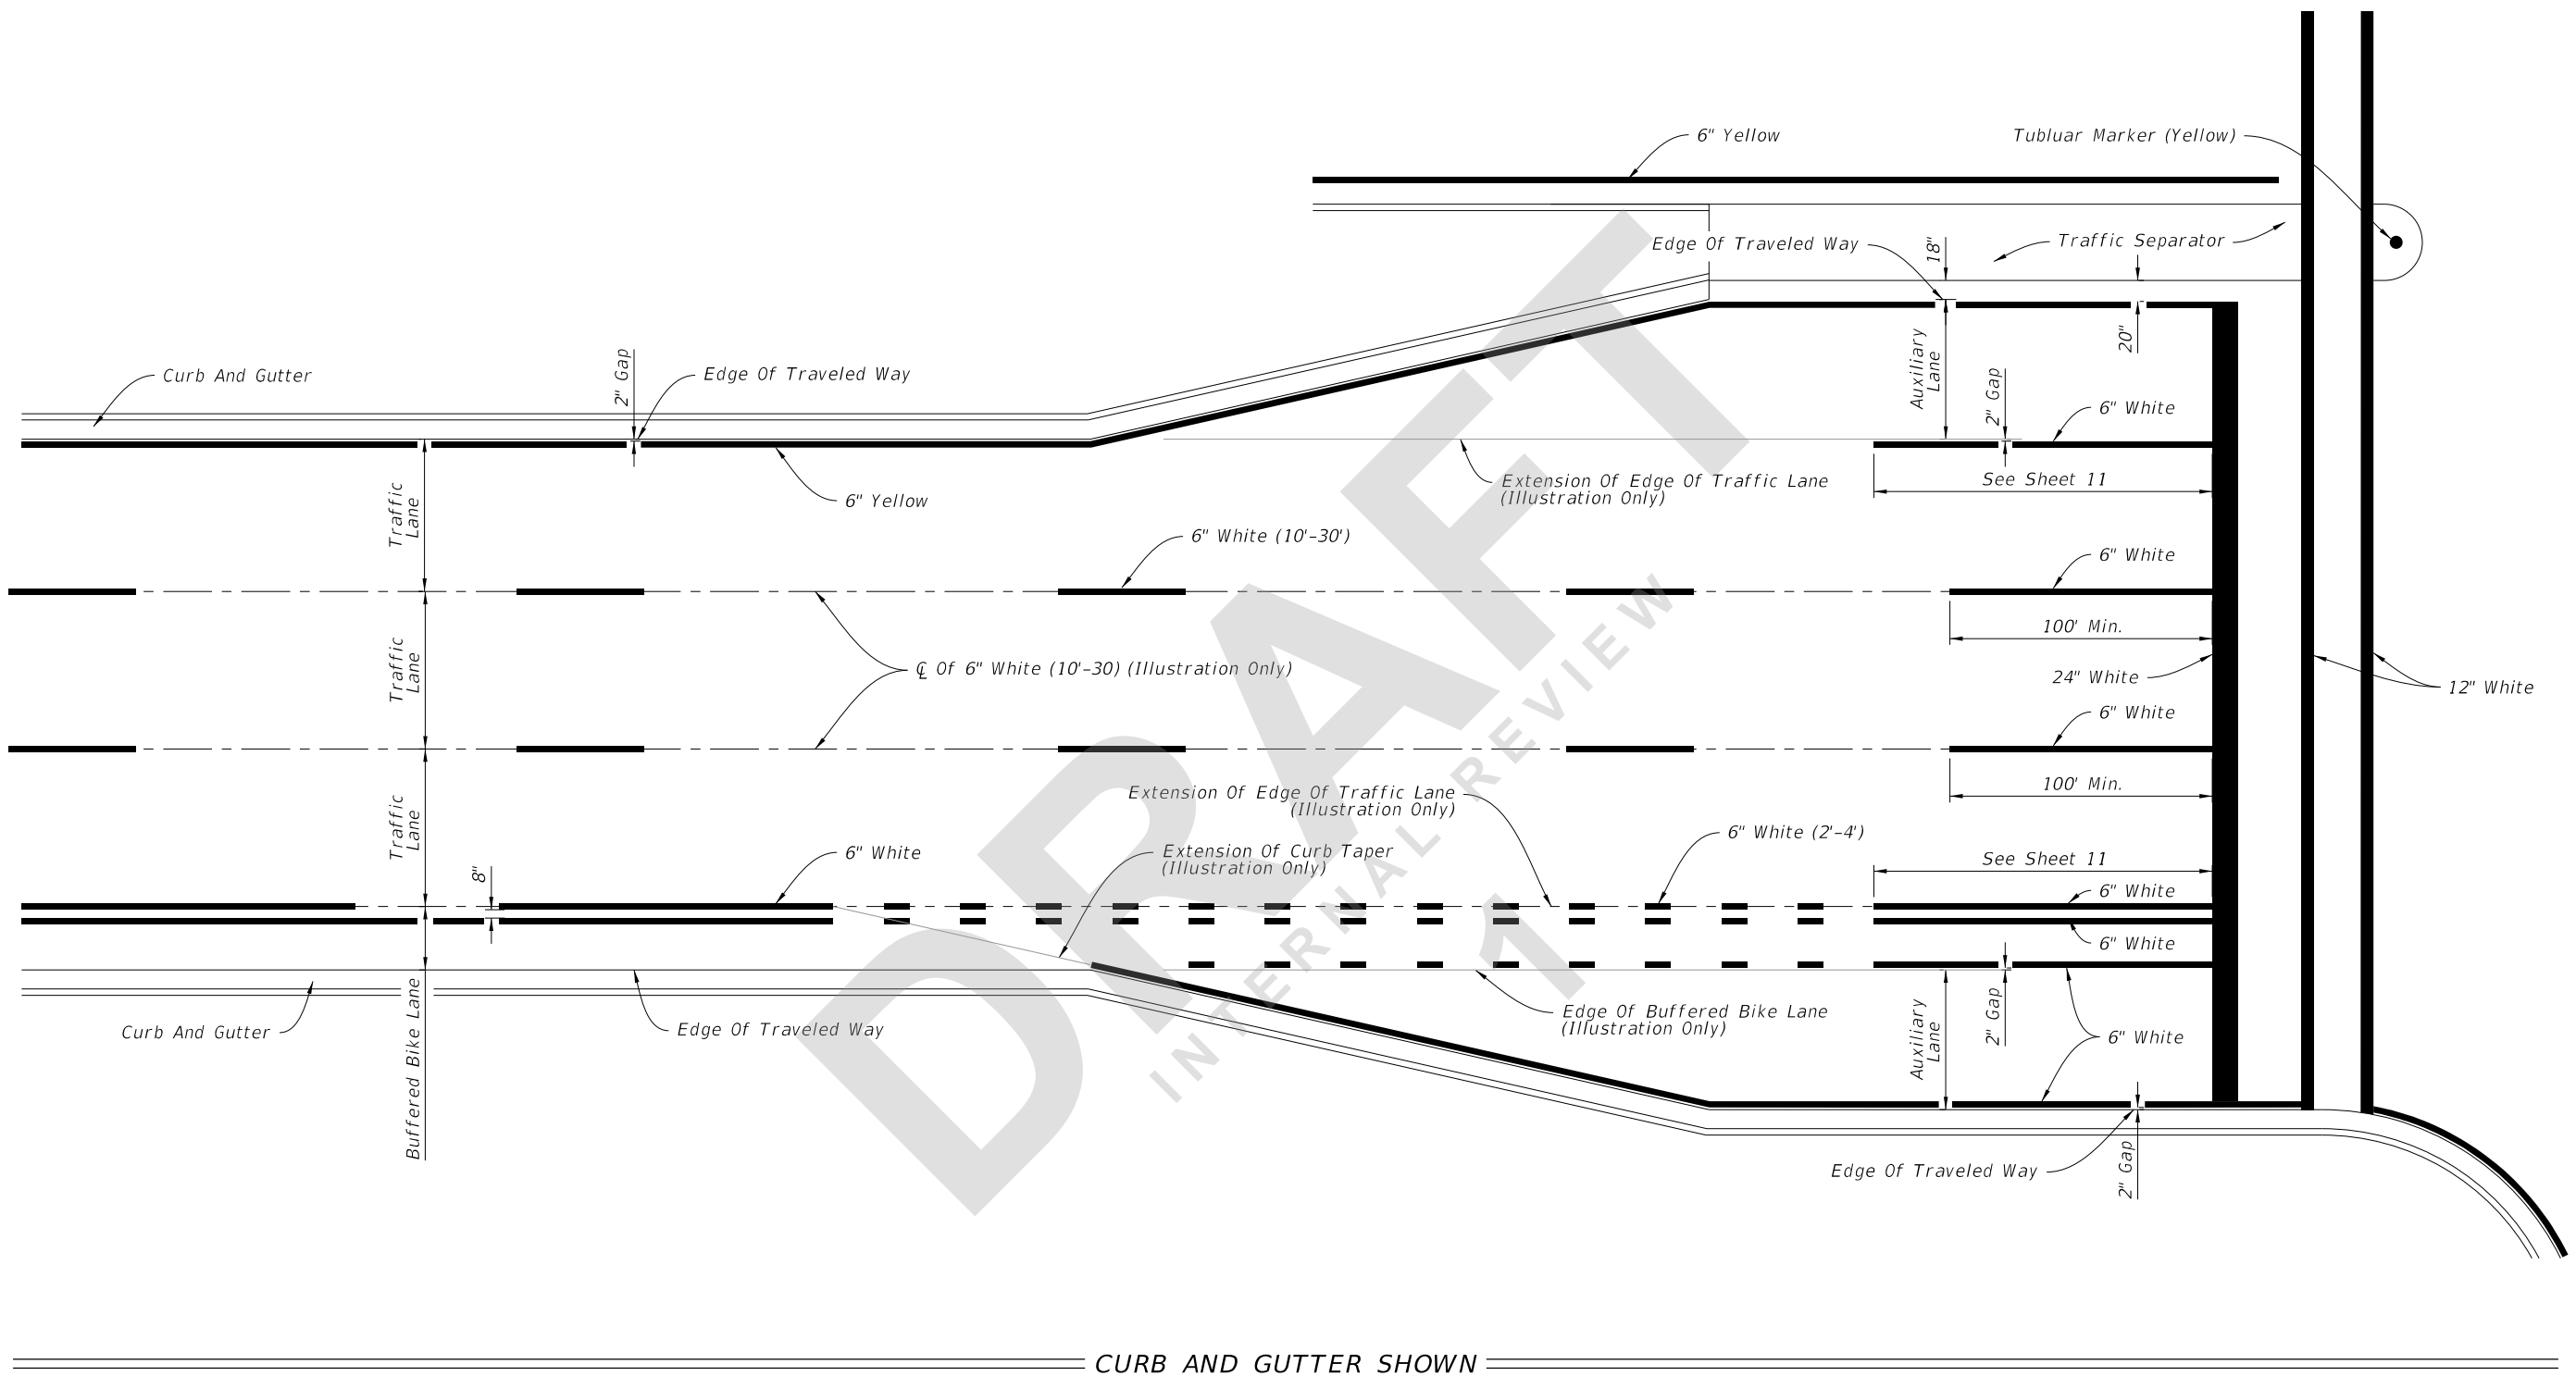 6" Yellow
Tubluar Marker (Yellow)
Edge Of Traveled Way
18"
Traffic Separator
20"
Curb And Gutter
2" Gap
Edge Of Traveled Way
Auxiliary
Lane
2" Gap
6" White
6" Yellow
Extension Of Edge Of Traffic Lane
(Illustration Only)
See Sheet 11
Traffic
Lane
6" White (10'-30')
6" White
100' Min.
Traffic
Lane
℄ Of 6" White (10'-30) (Illustration Only)
24" White
12" White
6" White
100' Min.
Extension Of Edge Of Traffic Lane
(Illustration Only)
Traffic
Lane
6" White (2'-4')
6" White
Extension Of Curb Taper
(Illustration Only)
8"
See Sheet 11
6" White
6" White
Buffered Bike Lane
Curb And Gutter
Edge Of Traveled Way
Edge Of Buffered Bike Lane
(Illustration Only)
Auxiliary
Lane
2" Gap
6" White
Edge Of Traveled Way
2" Gap
DRAFT
1
INTERNAL REVIEW
CURB AND GUTTER SHOWN